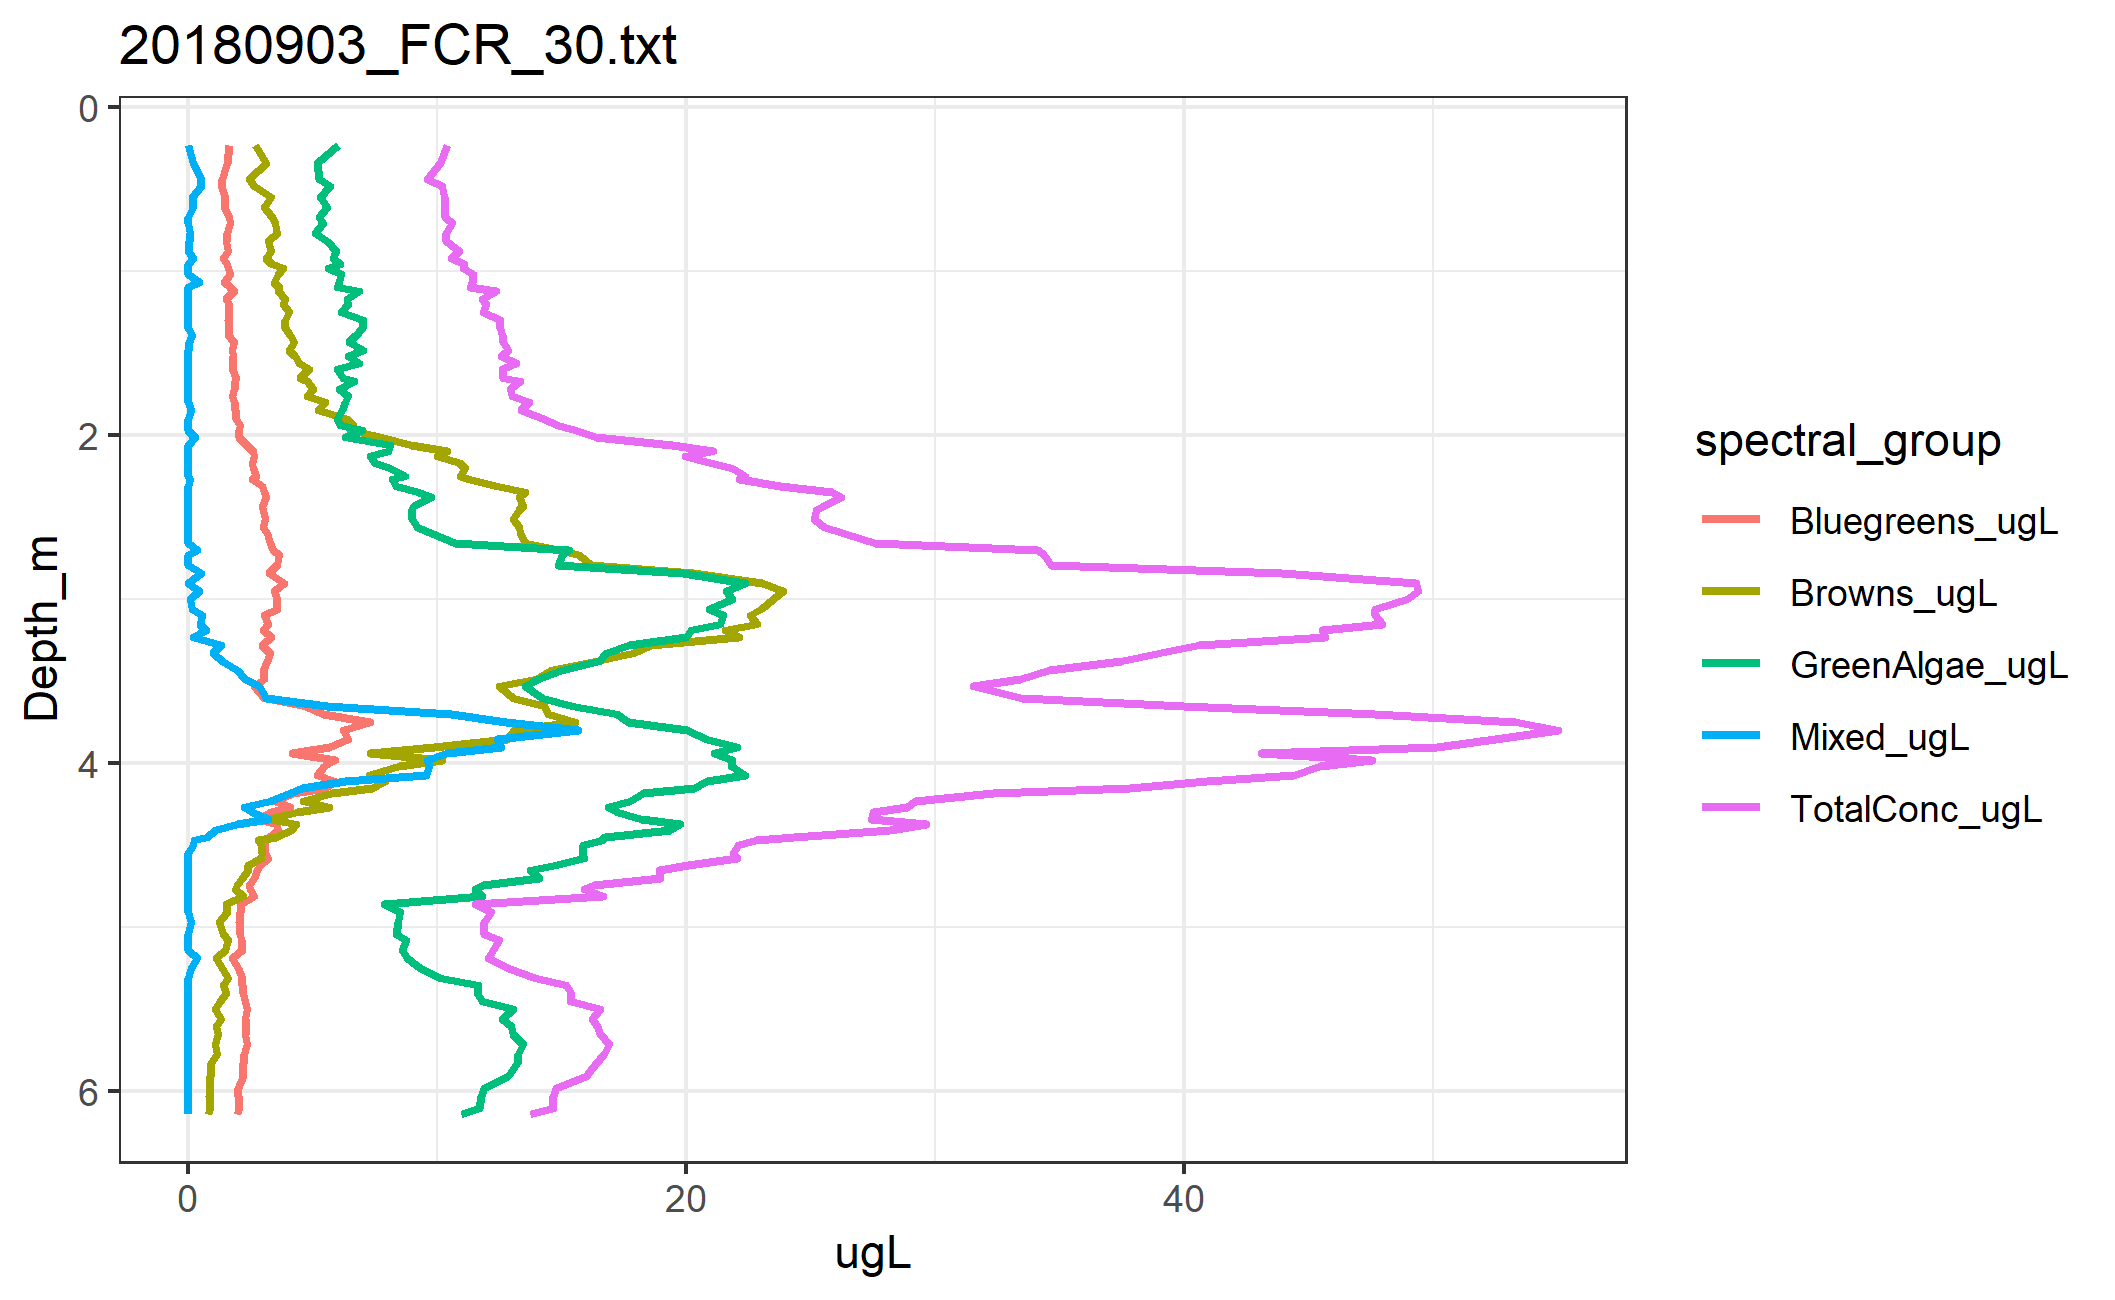 20180903_FCR_30.txt
0
2
4
6
Depth_m
0
20
40
ugL
spectral_group
Bluegreens_ugL
Browns_ugL
GreenAlgae_ugL
Mixed_ugL
TotalConc_ugL